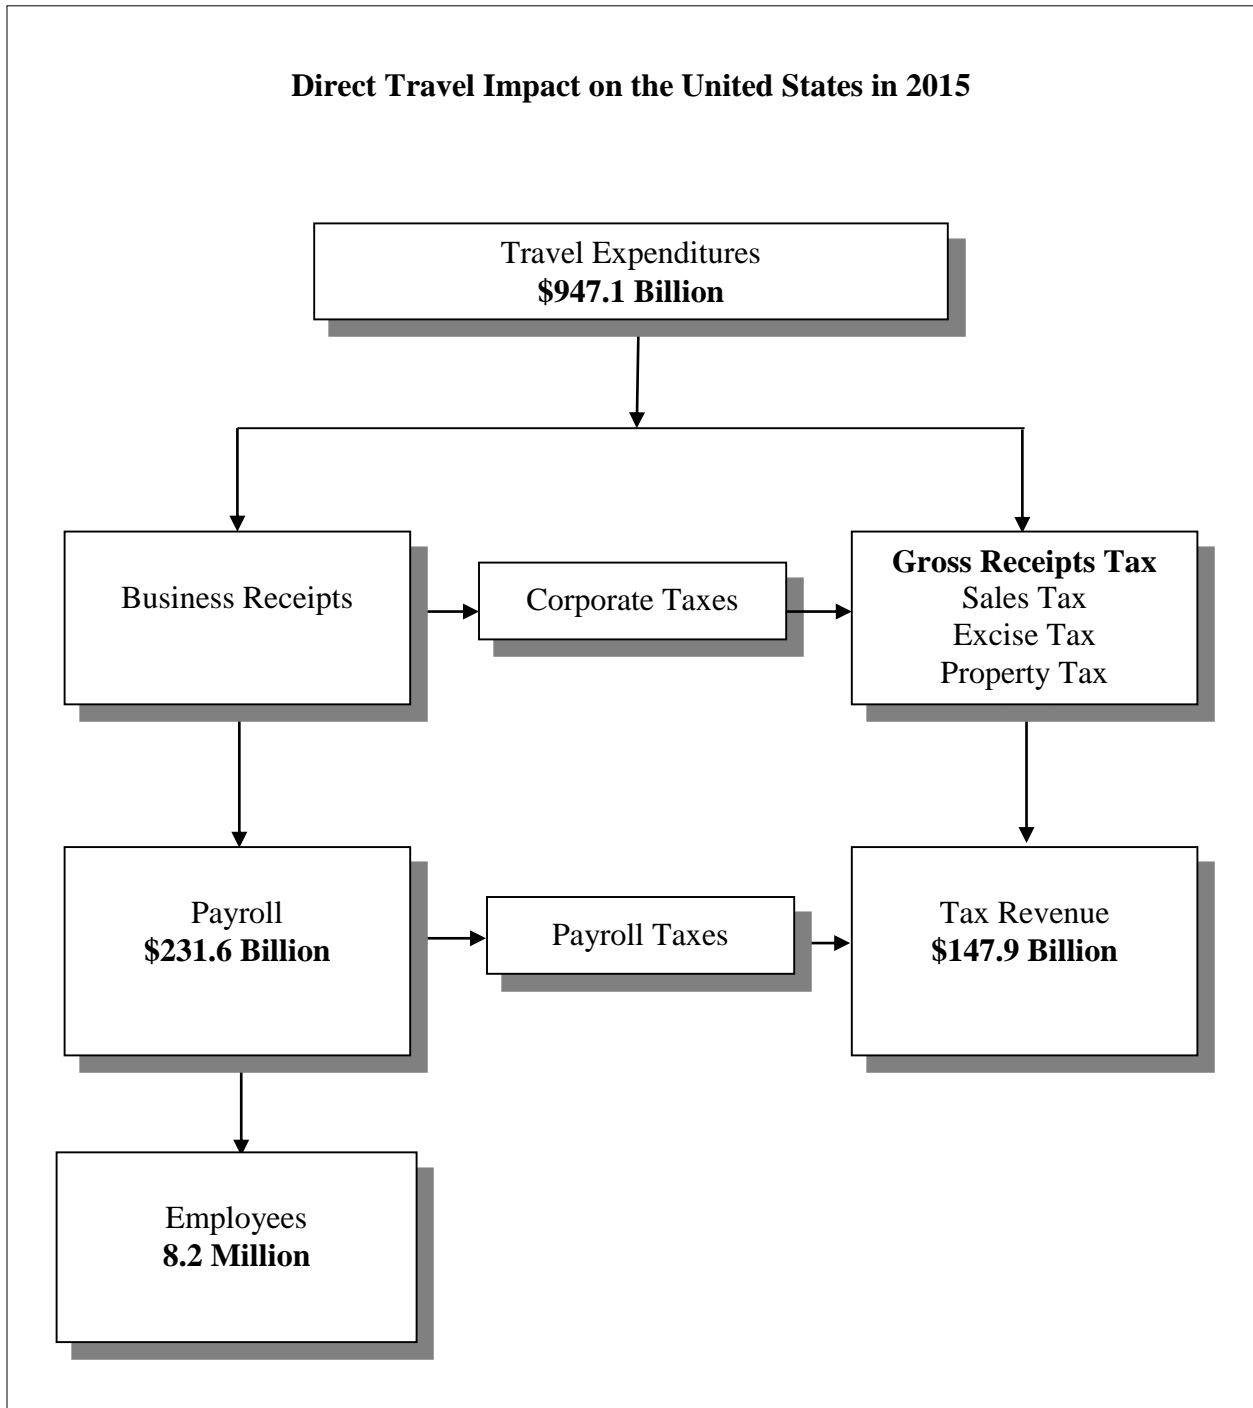 Direct Travel Impact on the United States in 2015
Travel Expenditures
$947.1 Billion
Business Receipts
Corporate Taxes
Gross Receipts Tax
Sales Tax
Excise Tax
Property Tax
Payroll
$231.6 Billion
Payroll Taxes
Tax Revenue
$147.9 Billion
Employees
8.2 Million